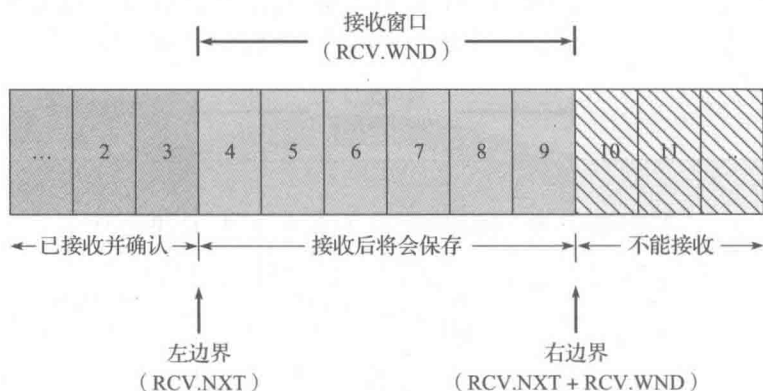 接收窗口
（RCV.WND）
… 2 3 4 5 6 7 8 9 10 11 ..
已接收并确认 接收后将会保存 不能接收
左边界 右边界
（RCV.NXT） （RCV.NXT + RCV.WND）